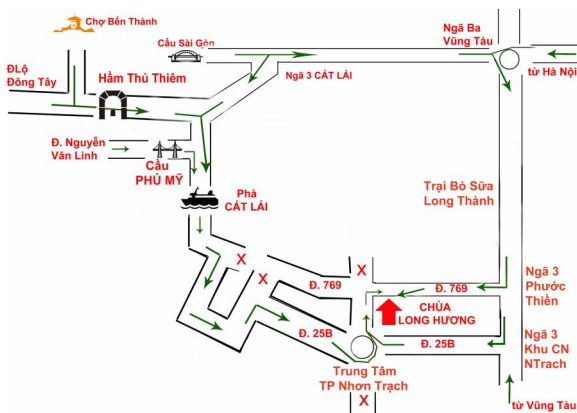 Chợ Bến Thành
Cầu Sài Gòn
Ngã Ba
Vũng Tàu
từ Hà Nội
ĐLộ
Đông Tây
Hầm Thủ Thiêm
Ngã 3 CÁT LÁI
Đ. Nguyễn
Văn Linh
Cầu
PHÚ MỸ
Phà
CÁT LÁI
Trại Bò Sữa
Long Thành
X
X
X
Đ. 769
Đ. 769
Ngã 3
Phước
Thiền
CHÙA
LONG HƯƠNG
Đ. 25B
Đ. 25B
Ngã 3
Khu CN
NTrach
Trung Tâm
TP Nhơn Trạch
X
từ Vũng Tàu